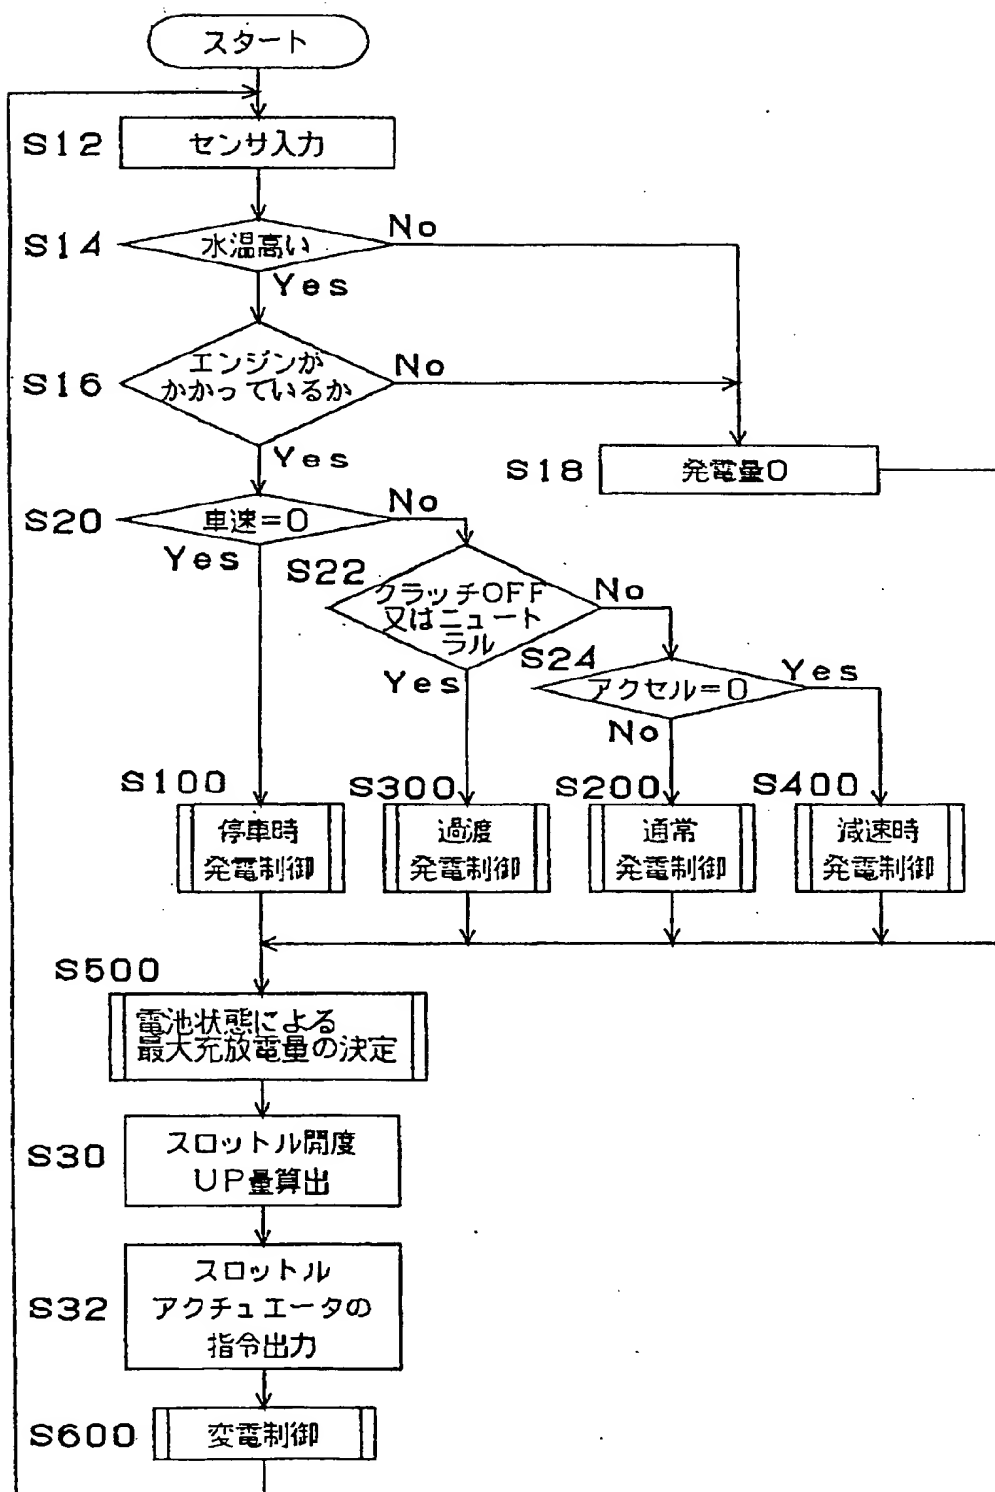 スタート
S12
センサ入力
S14
水温高い
No
Yes
S16
エンジンが
かかっているか
No
Yes
S18
発電量0
S20
車速=0
No
Yes
S22
クラッチOFF
又はニュート
ラル
No
Yes
S24
アクセル=0
Yes
No
S100
停車時
発電制御
S300
過渡
発電制御
S200
通常
発電制御
S400
減速時
発電制御
S500
電池状態による
最大充放電量の決定
S30
スロットル開度
UP量算出
S32
スロットル
アクチュエータの
指令出力
S600
変電制御